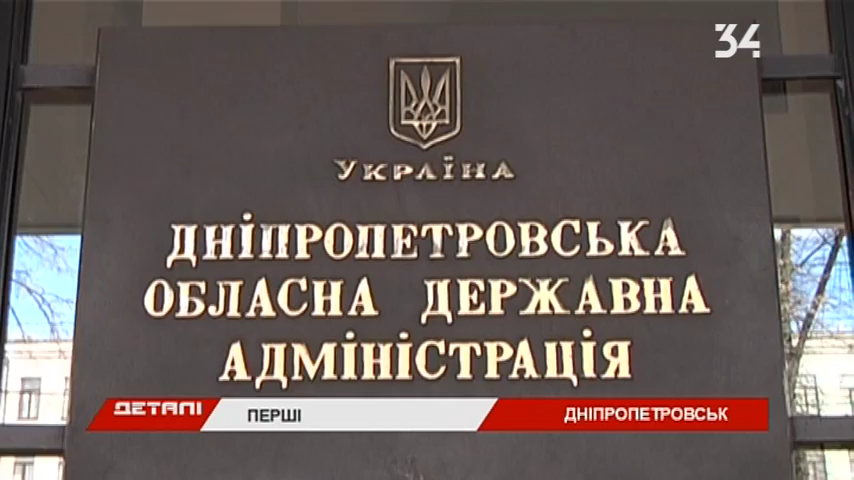 34
УКРАЇНА
ДНІПРОПЕТРОВСЬКА
ОБЛАСНА ДЕРЖАВНА
АДМІНІСТРАЦІЯ
ДЕТАЛІ ПЕРШІ ДНІПРОПЕТРОВСЬК